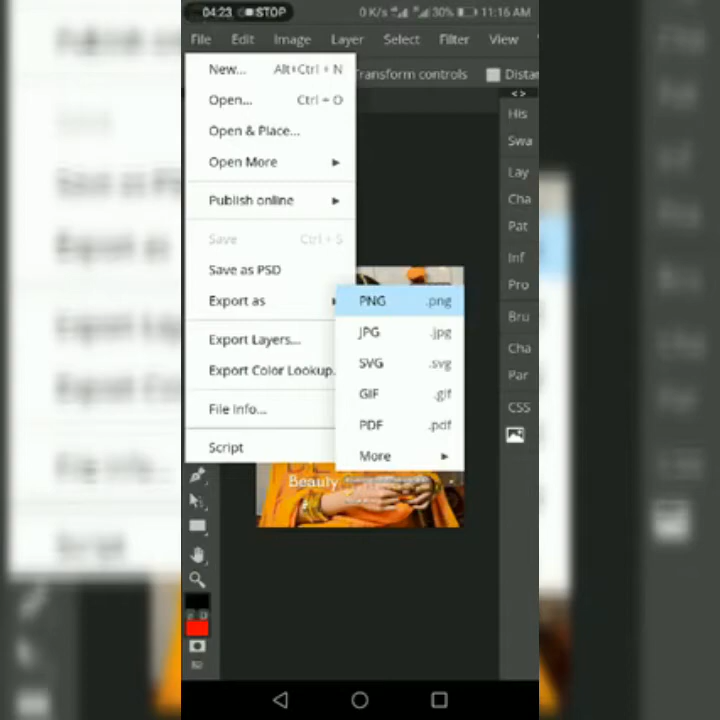 04:23 STOP 0 K/s 30% 11:16 AM
File Edit Image Layer Select Filter View
Transform controls Distan
New... Alt+Ctrl + N
Open... Ctrl + O
Open & Place...
Open More
Publish online
Save Ctrl + S
Save as PSD
Export as
Export Layers...
Export Color Lookup.
File Info...
Script
PNG .png
JPG .jpg
SVG .svg
GIF .gif
PDF .pdf
More
< >
His
Swa
Lay
Cha
Pat
Inf
Pro
Bru
Cha
Par
CSS
Beauty